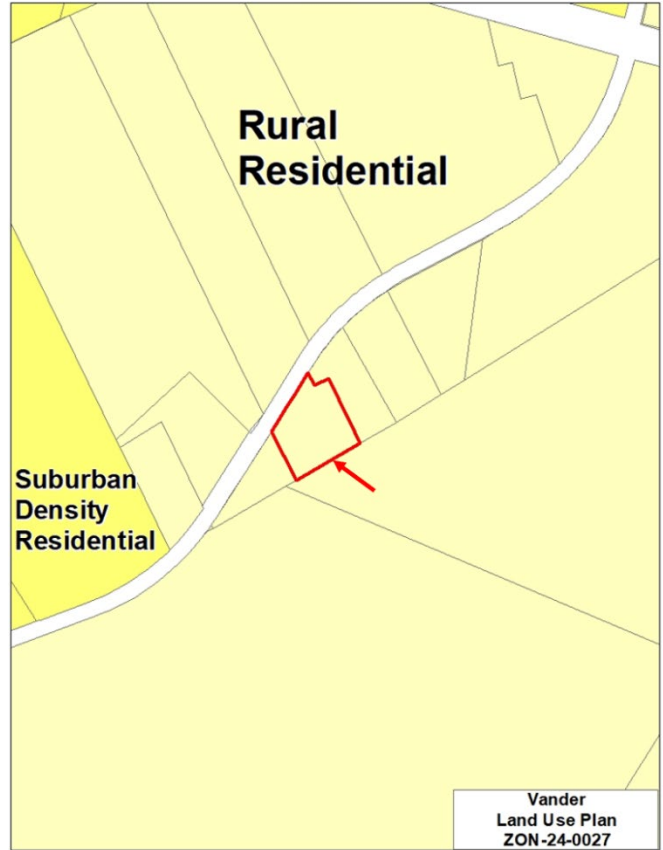 Rural
Residential
Suburban
Density
Residential
Vander
Land Use Plan
ZON-24-0027